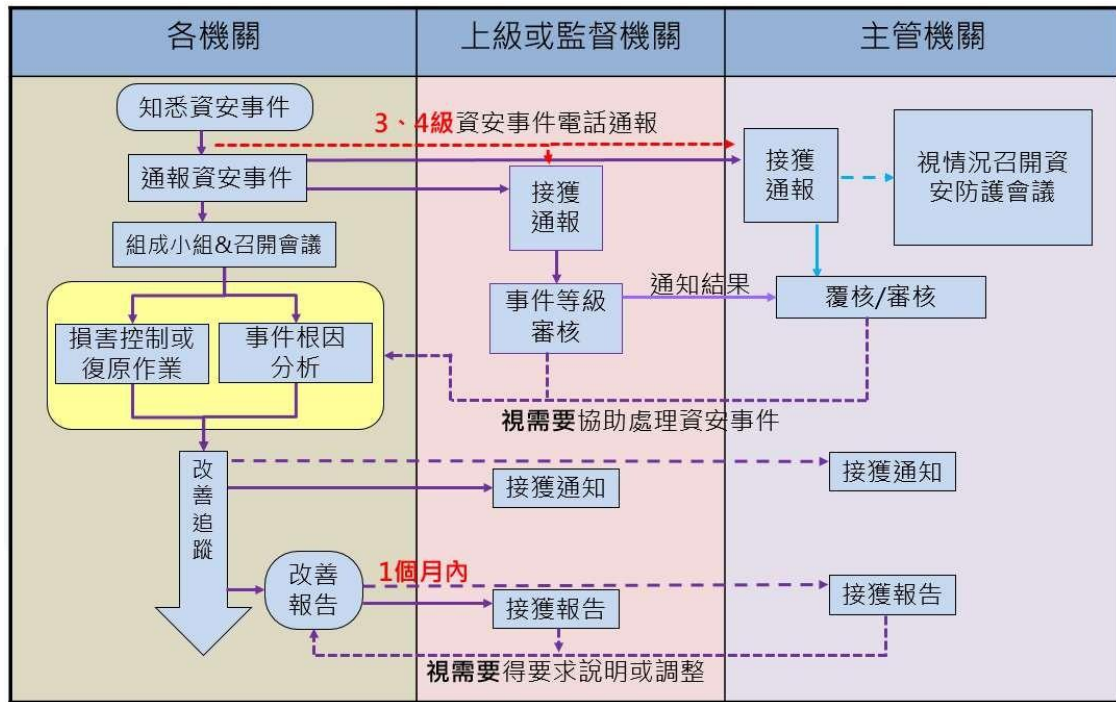 各機關
上級或監督機關
主管機關
知悉資安事件
3、4級資安事件電話通報
通報資安事件
接獲
通報
接獲
通報
視情況召開資
安防護會議
組成小組&召開會議
損害控制或
復原作業
事件根因
分析
事件等級
審核
通知結果
覆核/審核
視需要協助處理資安事件
改
善
追
蹤
接獲通知
接獲通知
改善
報告
1個月內
接獲報告
接獲報告
視需要得要求說明或調整